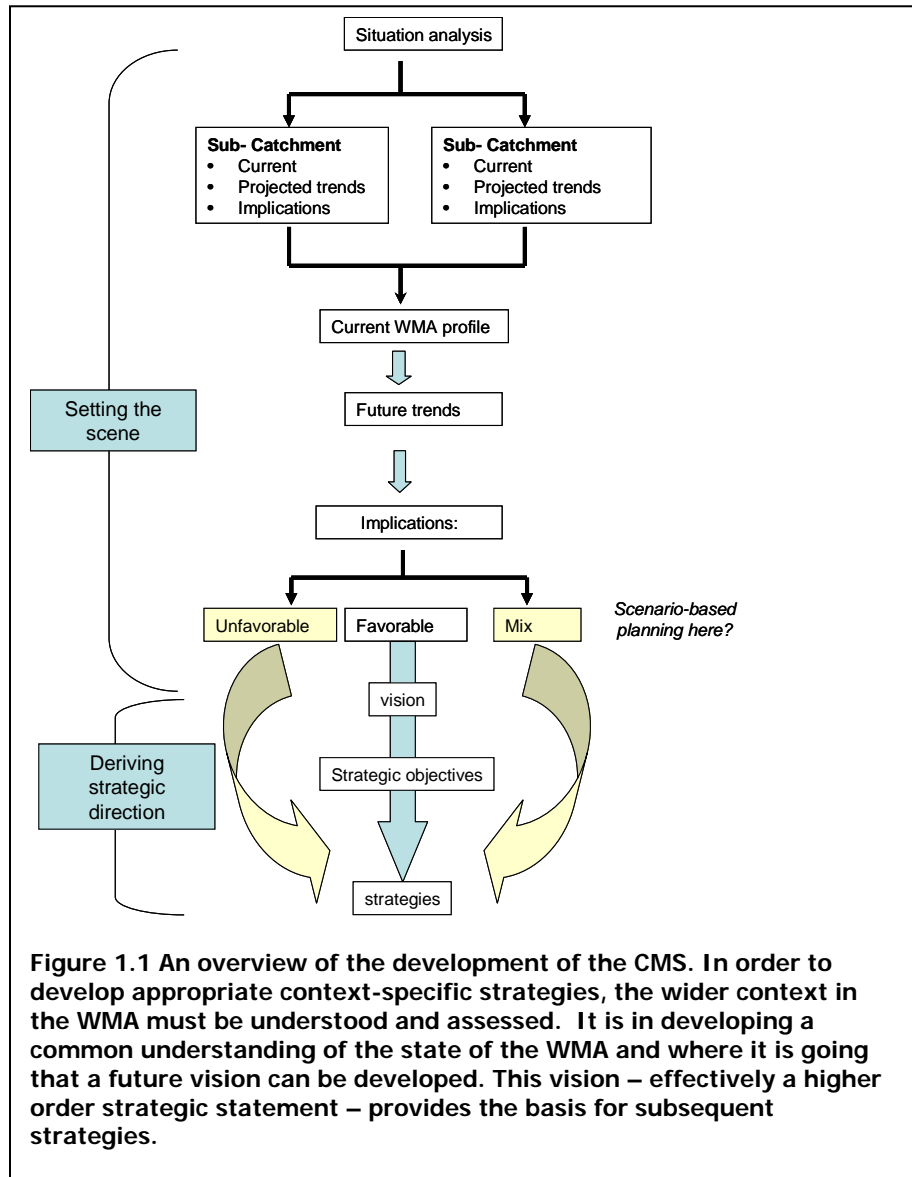 Situation analysis
Sub- Catchment
• Current
• Projected trends
• Implications
Sub- Catchment
• Current
• Projected trends
• Implications
Current WMA profile
Setting the
scene
Future trends
Implications:
Unfavorable
Favorable
Mix
Scenario-based
planning here?
vision
Deriving
strategic
direction
Strategic objectives
strategies
Figure 1.1 An overview of the development of the CMS. In order to
develop appropriate context-specific strategies, the wider context in
the WMA must be understood and assessed.  It is in developing a
common understanding of the state of the WMA and where it is going
that a future vision can be developed. This vision – effectively a higher
order strategic statement – provides the basis for subsequent
strategies.